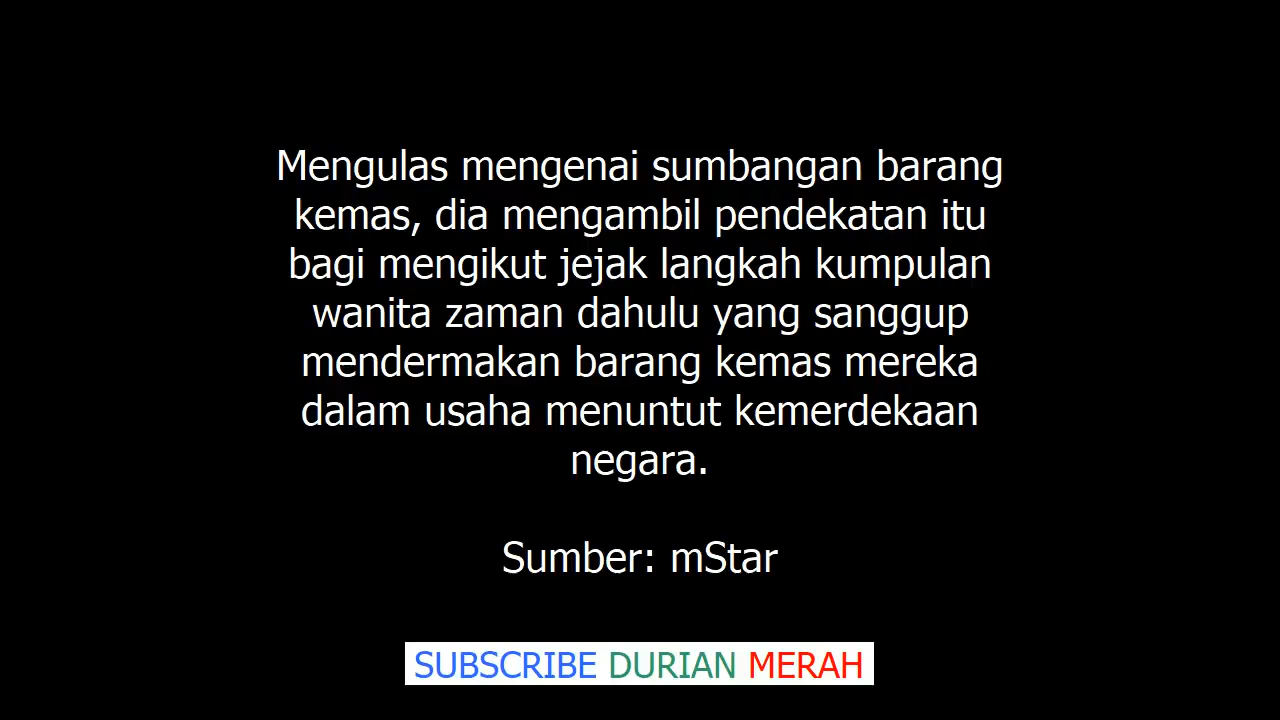 Mengulas mengenai sumbangan barang
kemas, dia mengambil pendekatan itu
bagi mengikut jejak langkah kumpulan
wanita zaman dahulu yang sanggup
mendermakan barang kemas mereka
dalam usaha menuntut kemerdekaan
negara.
Sumber: mStar
SUBSCRIBE DURIAN MERAH